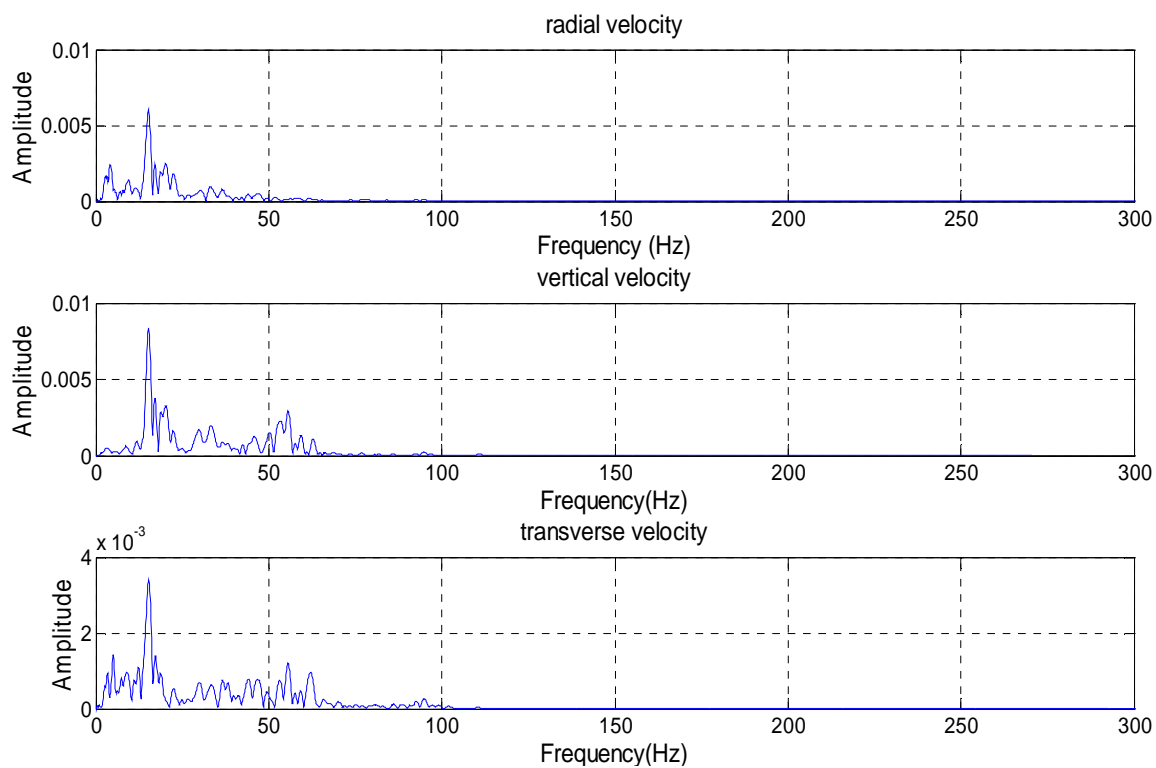 radial velocity
0.01
0.005
0
Amplitude
0 50 100 150 200 250 300
Frequency (Hz)
vertical velocity
0.01
0.005
0
Amplitude
0 50 100 150 200 250 300
Frequency(Hz)
transverse velocity
x 10-3
4
2
0
Amplitude
0 50 100 150 200 250 300
Frequency(Hz)